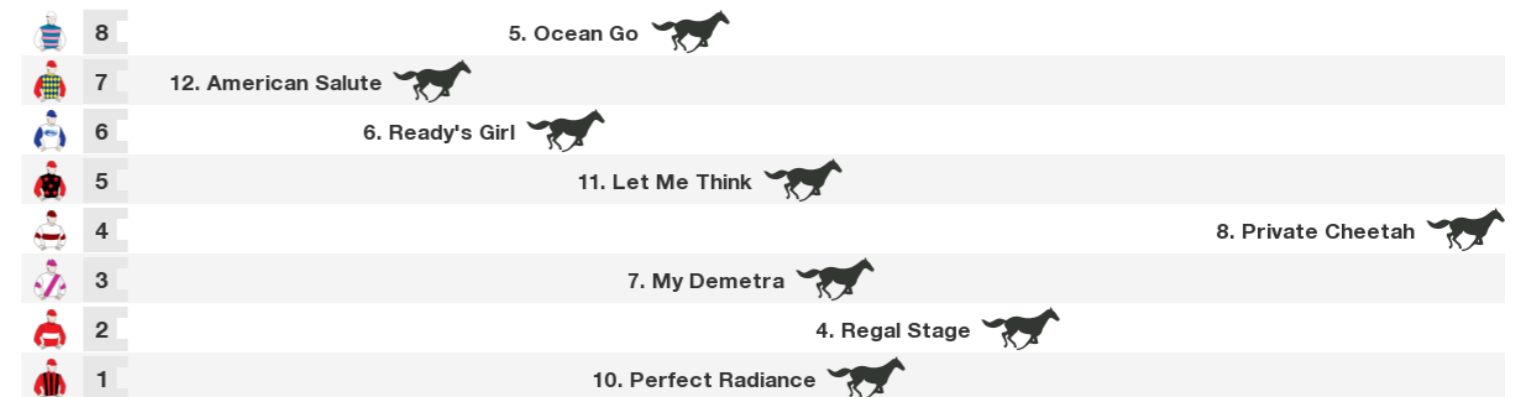 8 5. Ocean Go
7 12. American Salute
6 6. Ready's Girl
5 11. Let Me Think
4 8. Private Cheetah
3 7. My Demetra
2 4. Regal Stage
1 10. Perfect Radiance